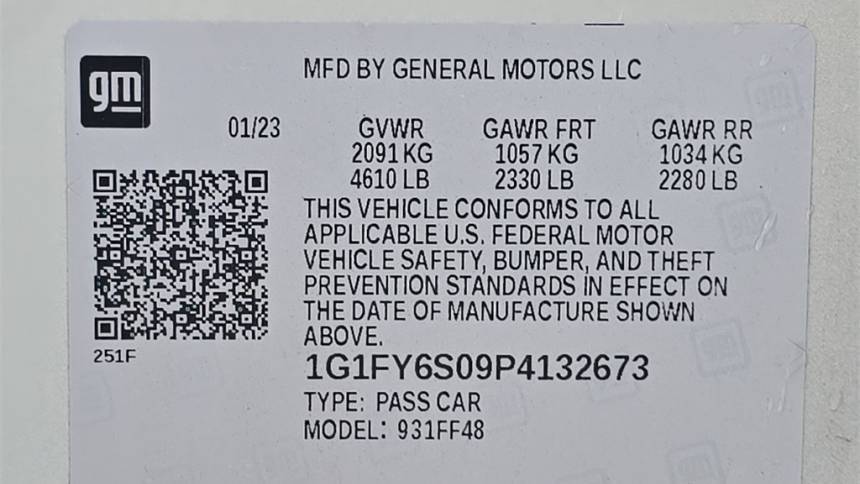 gm
MFD BY GENERAL MOTORS LLC
01/23 GVWR GAWR FRT GAWR RR
2091 KG 1057 KG 1034 KG
4610 LB 2330 LB 2280 LB
THIS VEHICLE CONFORMS TO ALL
APPLICABLE U.S. FEDERAL MOTOR
VEHICLE SAFETY, BUMPER, AND THEFT
PREVENTION STANDARDS IN EFFECT ON
THE DATE OF MANUFACTURE SHOWN
ABOVE.
251F
1G1FY6S09P4132673
TYPE: PASS CAR
MODEL: 931FF48